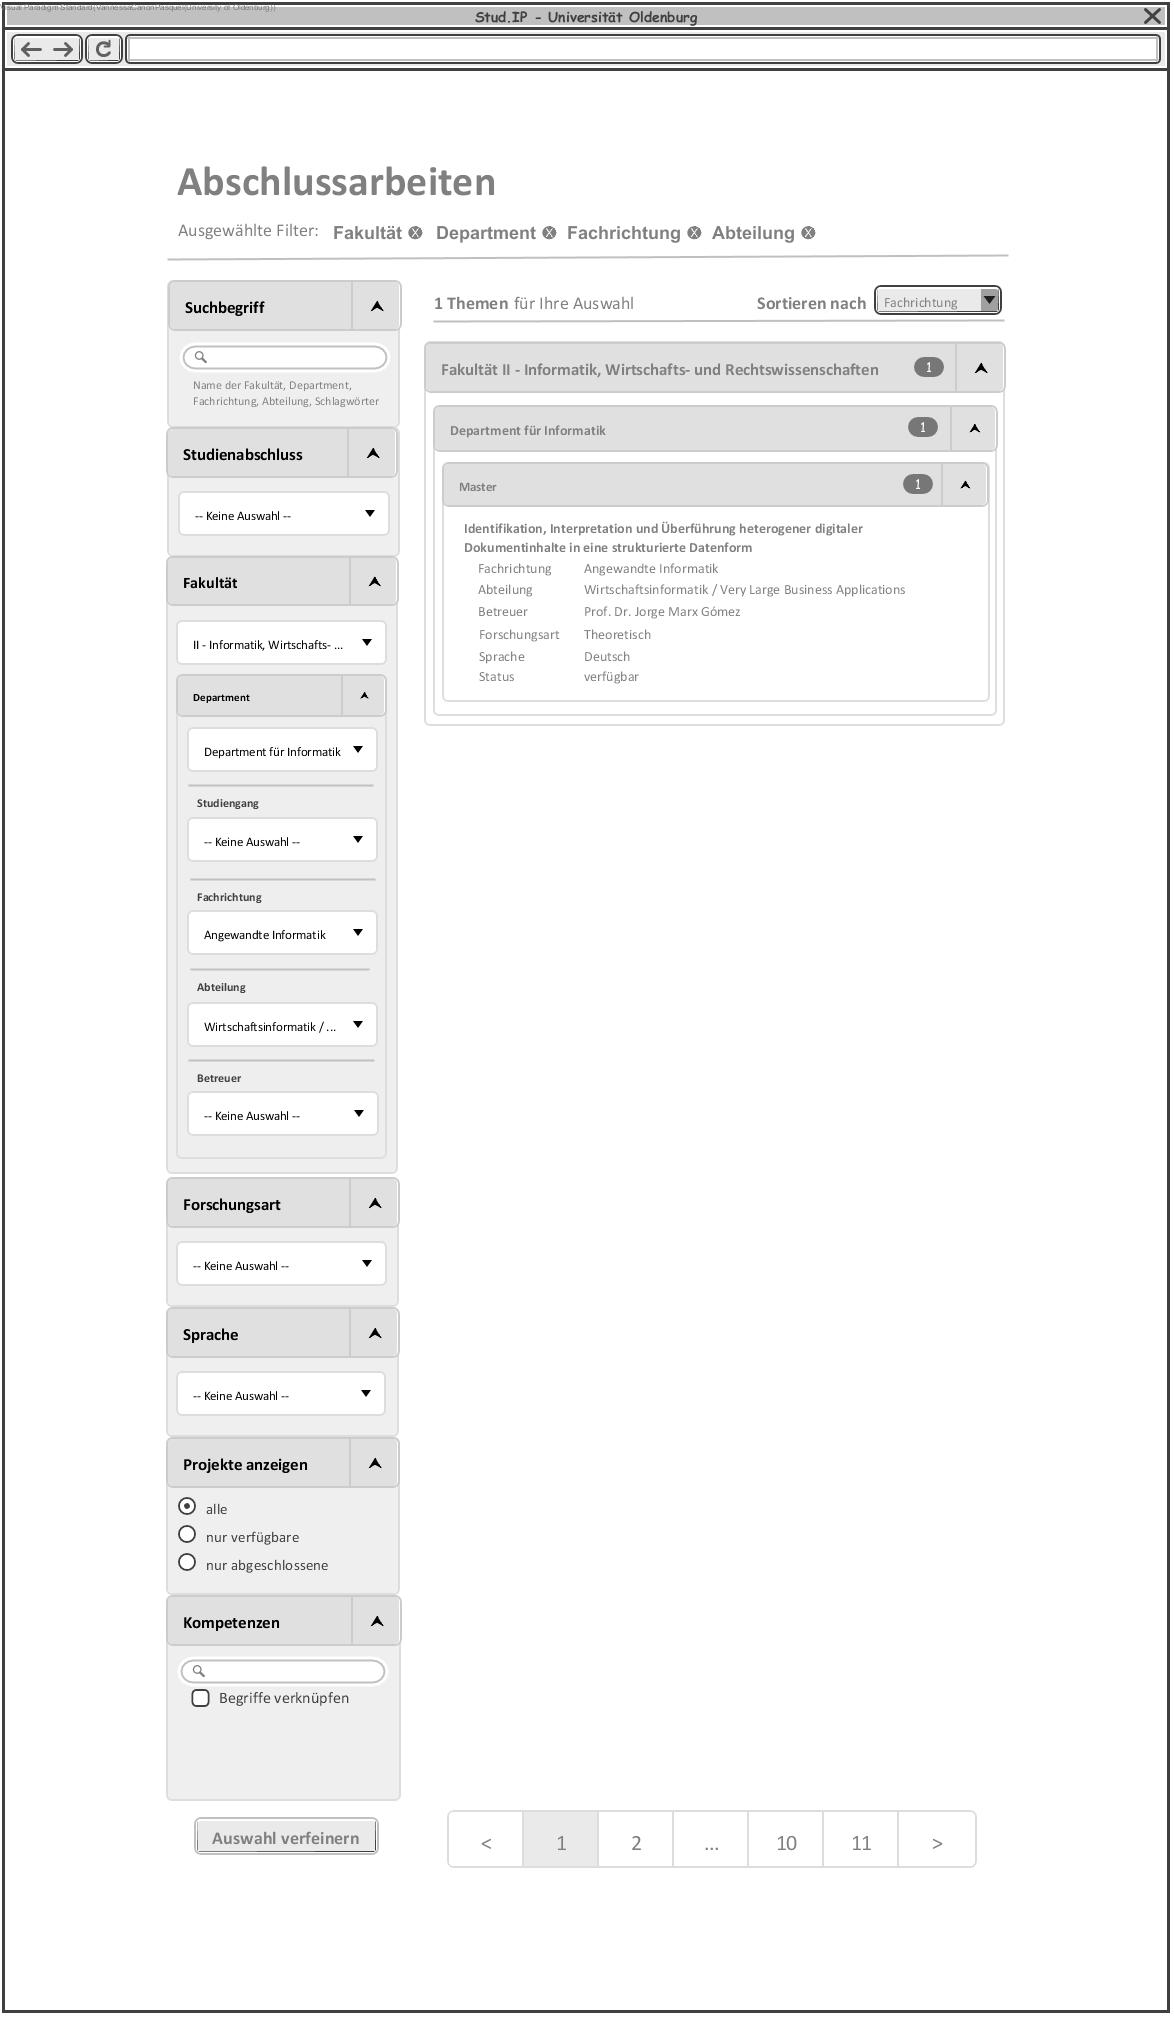 Visual Paradigm Standard(VannessaCanonPasquel(University of Oldenburg))
Stud.IP - Universität Oldenburg
Abschlussarbeiten
Ausgewählte Filter: Fakultät X Department X Fachrichtung X Abteilung X
Suchbegriff
Name der Fakultät, Department,
Fachrichtung, Abteilung, Schlagwörter
Studienabschluss
-- Keine Auswahl --
Fakultät
II - Informatik, Wirtschafts- ...
Department
Department für Informatik
Studiengang
-- Keine Auswahl --
Fachrichtung
Angewandte Informatik
Abteilung
Wirtschaftsinformatik / ...
Betreuer
-- Keine Auswahl --
Forschungsart
-- Keine Auswahl --
Sprache
-- Keine Auswahl --
Projekte anzeigen
alle
nur verfügbare
nur abgeschlossene
Kompetenzen
Begriffe verknüpfen
Auswahl verfeinern
1 Themen für Ihre Auswahl Sortieren nach Fachrichtung
Fakultät II - Informatik, Wirtschafts- und Rechtswissenschaften 1
Department für Informatik 1
Master 1
Identifikation, Interpretation und Überführung heterogener digitaler
Dokumentinhalte in eine strukturierte Datenform
Fachrichtung Angewandte Informatik
Abteilung Wirtschaftsinformatik / Very Large Business Applications
Betreuer Prof. Dr. Jorge Marx Gómez
Forschungsart Theoretisch
Sprache Deutsch
Status verfügbar
< 1 2 ... 10 11 >